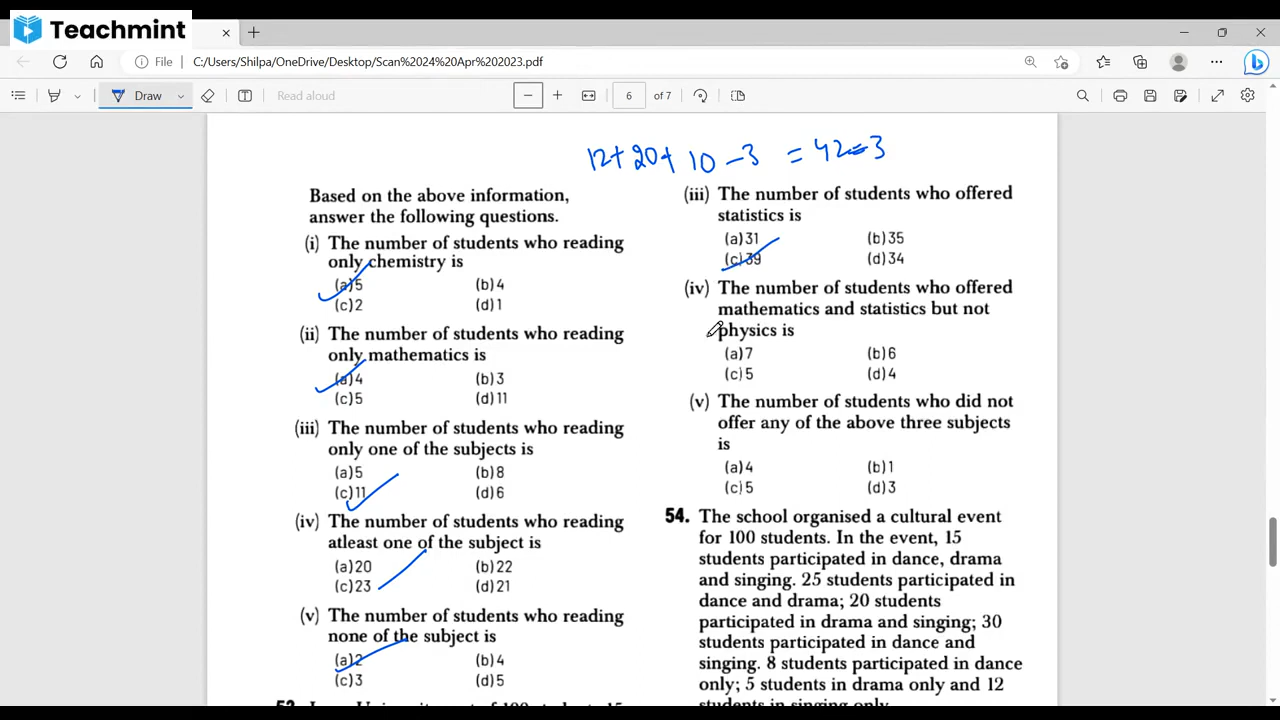 Teachmint
File C:/Users/Shilpa/OneDrive/Desktop/Scan%2024%20Apr%202023.pdf
Draw Read aloud 6 of 7
12+ 20+ 10 -3 = 42-3
Based on the above information,
answer the following questions.
(i) The number of students who reading
only chemistry is
(a)5 (b)4
(c)2 (d)1
(ii) The number of students who reading
only mathematics is
(a)4 (b)3
(c)5 (d)11
(iii) The number of students who reading
only one of the subjects is
(a)5 (b)8
(c)11 (d)6
(iv) The number of students who reading
atleast one of the subject is
(a)20 (b)22
(c)23 (d)21
(v) The number of students who reading
none of the subject is
(a)2 (b)4
(c)3 (d)5
(iii) The number of students who offered
statistics is
(a)31 (b)35
(c)39 (d)34
(iv) The number of students who offered
mathematics and statistics but not
physics is
(a)7 (b)6
(c)5 (d)4
(v) The number of students who did not
offer any of the above three subjects
is
(a)4 (b)1
(c)5 (d)3
54. The school organised a cultural event
for 100 students. In the event, 15
students participated in dance, drama
and singing. 25 students participated in
dance and drama; 20 students
participated in drama and singing; 30
students participated in dance and
singing. 8 students participated in dance
only; 5 students in drama only and 12
students in singing only.